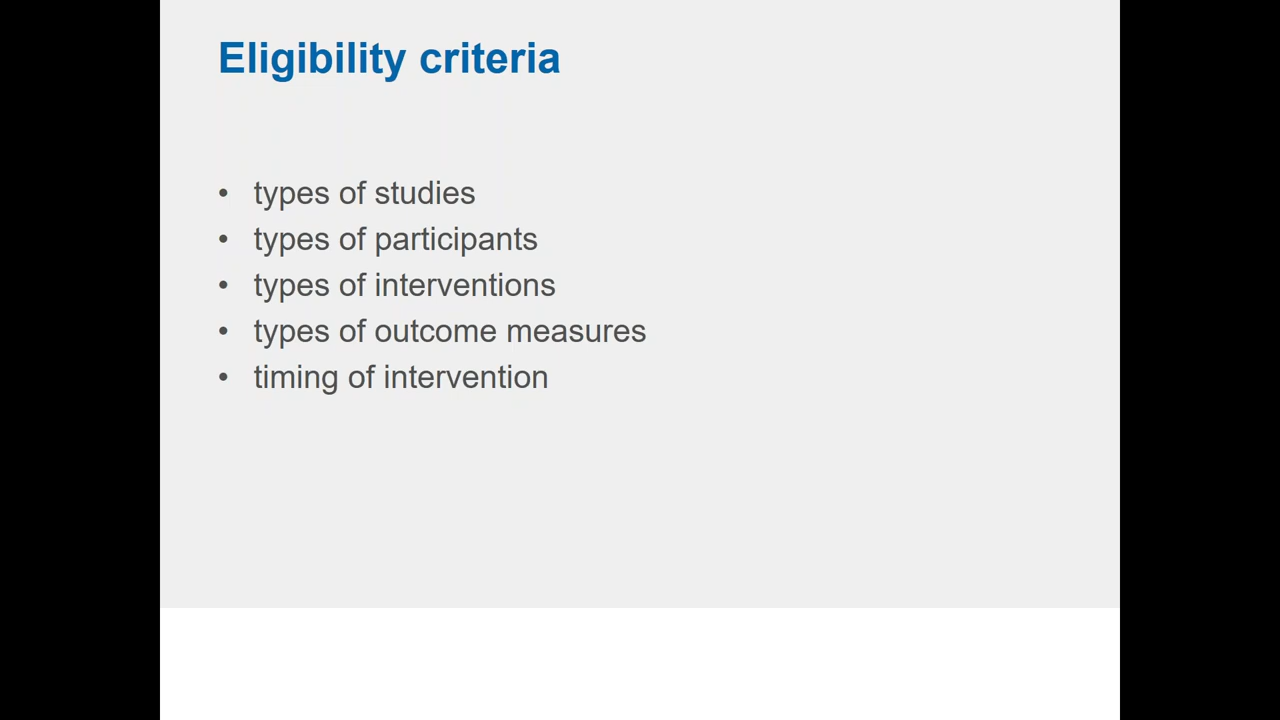 Eligibility criteria
• types of studies
• types of participants
• types of interventions
• types of outcome measures
• timing of intervention